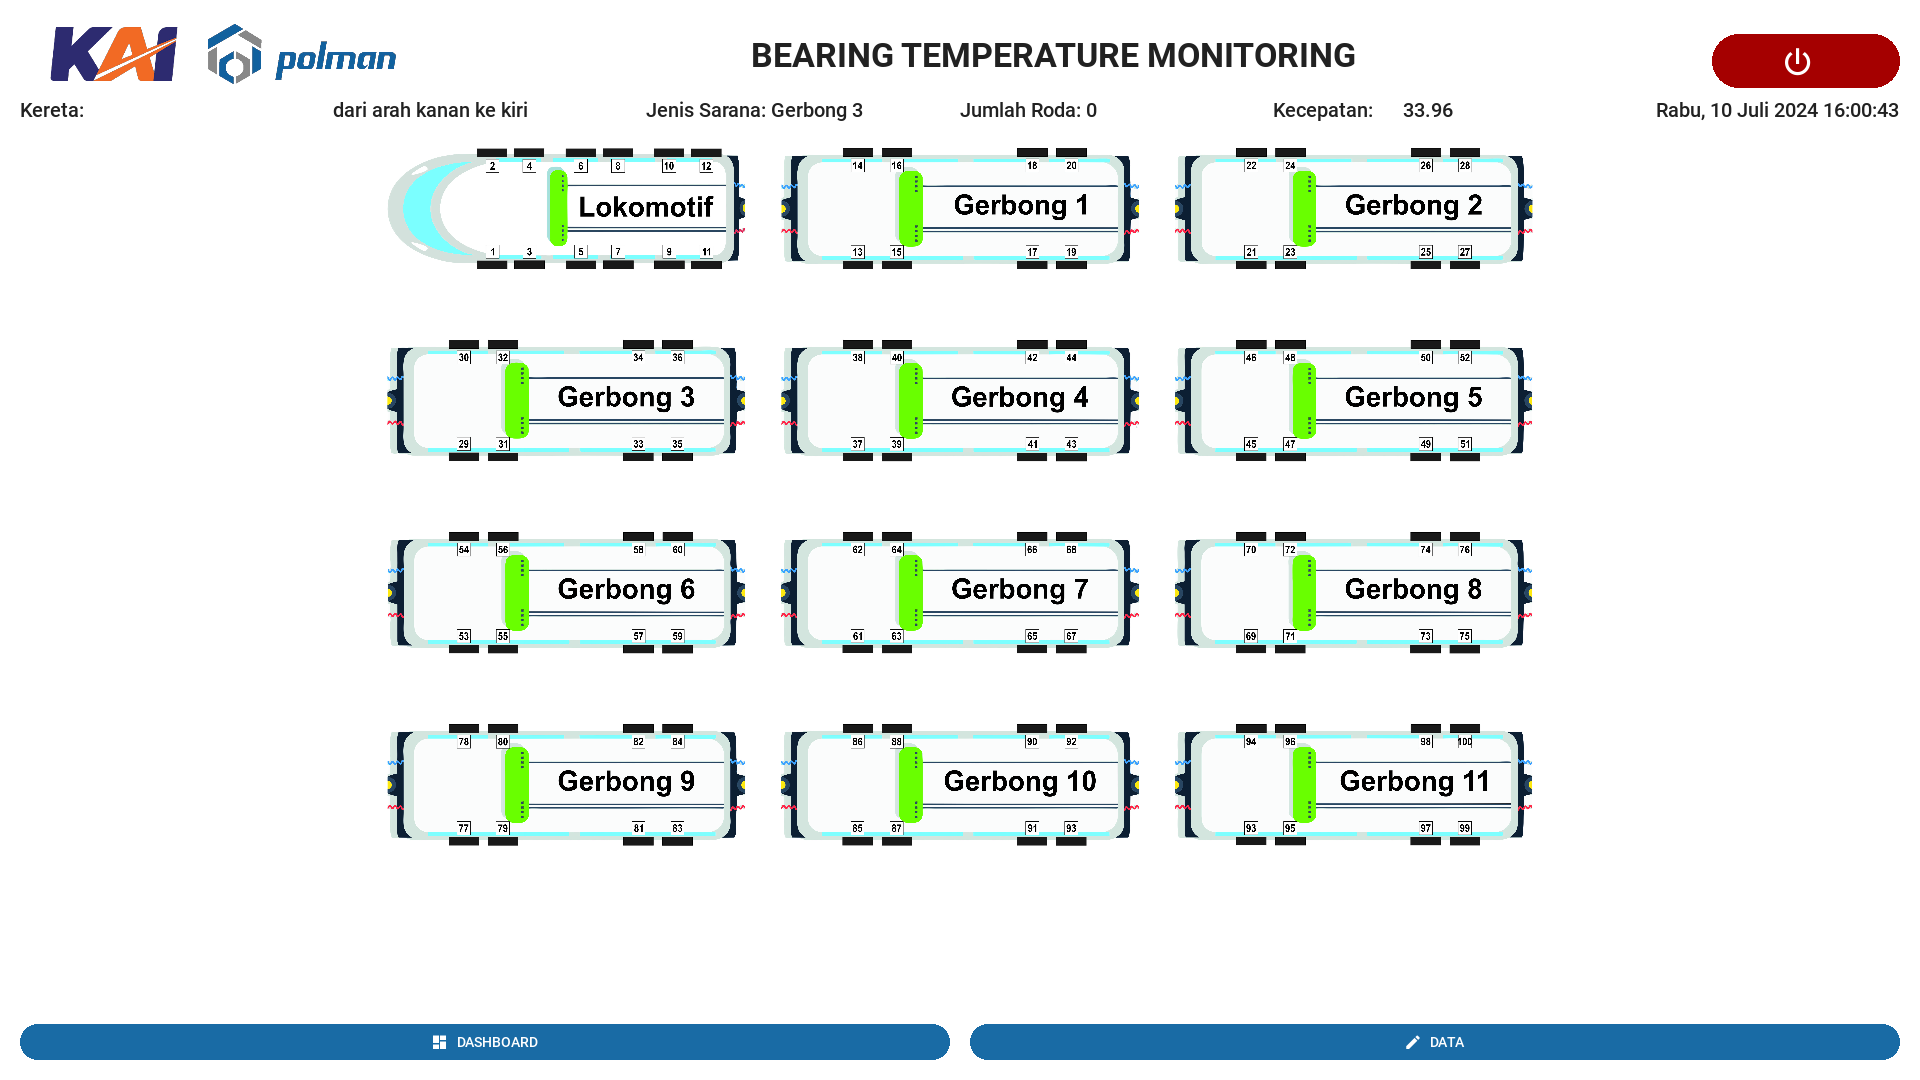 KAI polman BEARING TEMPERATURE MONITORING
Kereta: dari arah kanan ke kiri Jenis Sarana: Gerbong 3 Jumlah Roda: 0 Kecepatan: 33.96 Rabu, 10 Juli 2024 16:00:43
2 4 6 8 10 12 14 16 18 20 22 24 26 28
Lokomotif Gerbong 1 Gerbong 2
1 3 5 7 9 11 13 15 17 19 21 23 25 27
30 32 34 36 38 40 42 44 46 48 50 52
Gerbong 3 Gerbong 4 Gerbong 5
29 31 33 35 37 39 41 43 45 47 49 51
54 56 58 60 62 64 66 68 70 72 74 76
Gerbong 6 Gerbong 7 Gerbong 8
53 55 57 59 61 63 65 67 69 71 73 75
78 80 82 84 86 88 90 92 94 96 98 100
Gerbong 9 Gerbong 10 Gerbong 11
77 79 81 83 85 87 91 93 93 95 97 99
DASHBOARD DATA